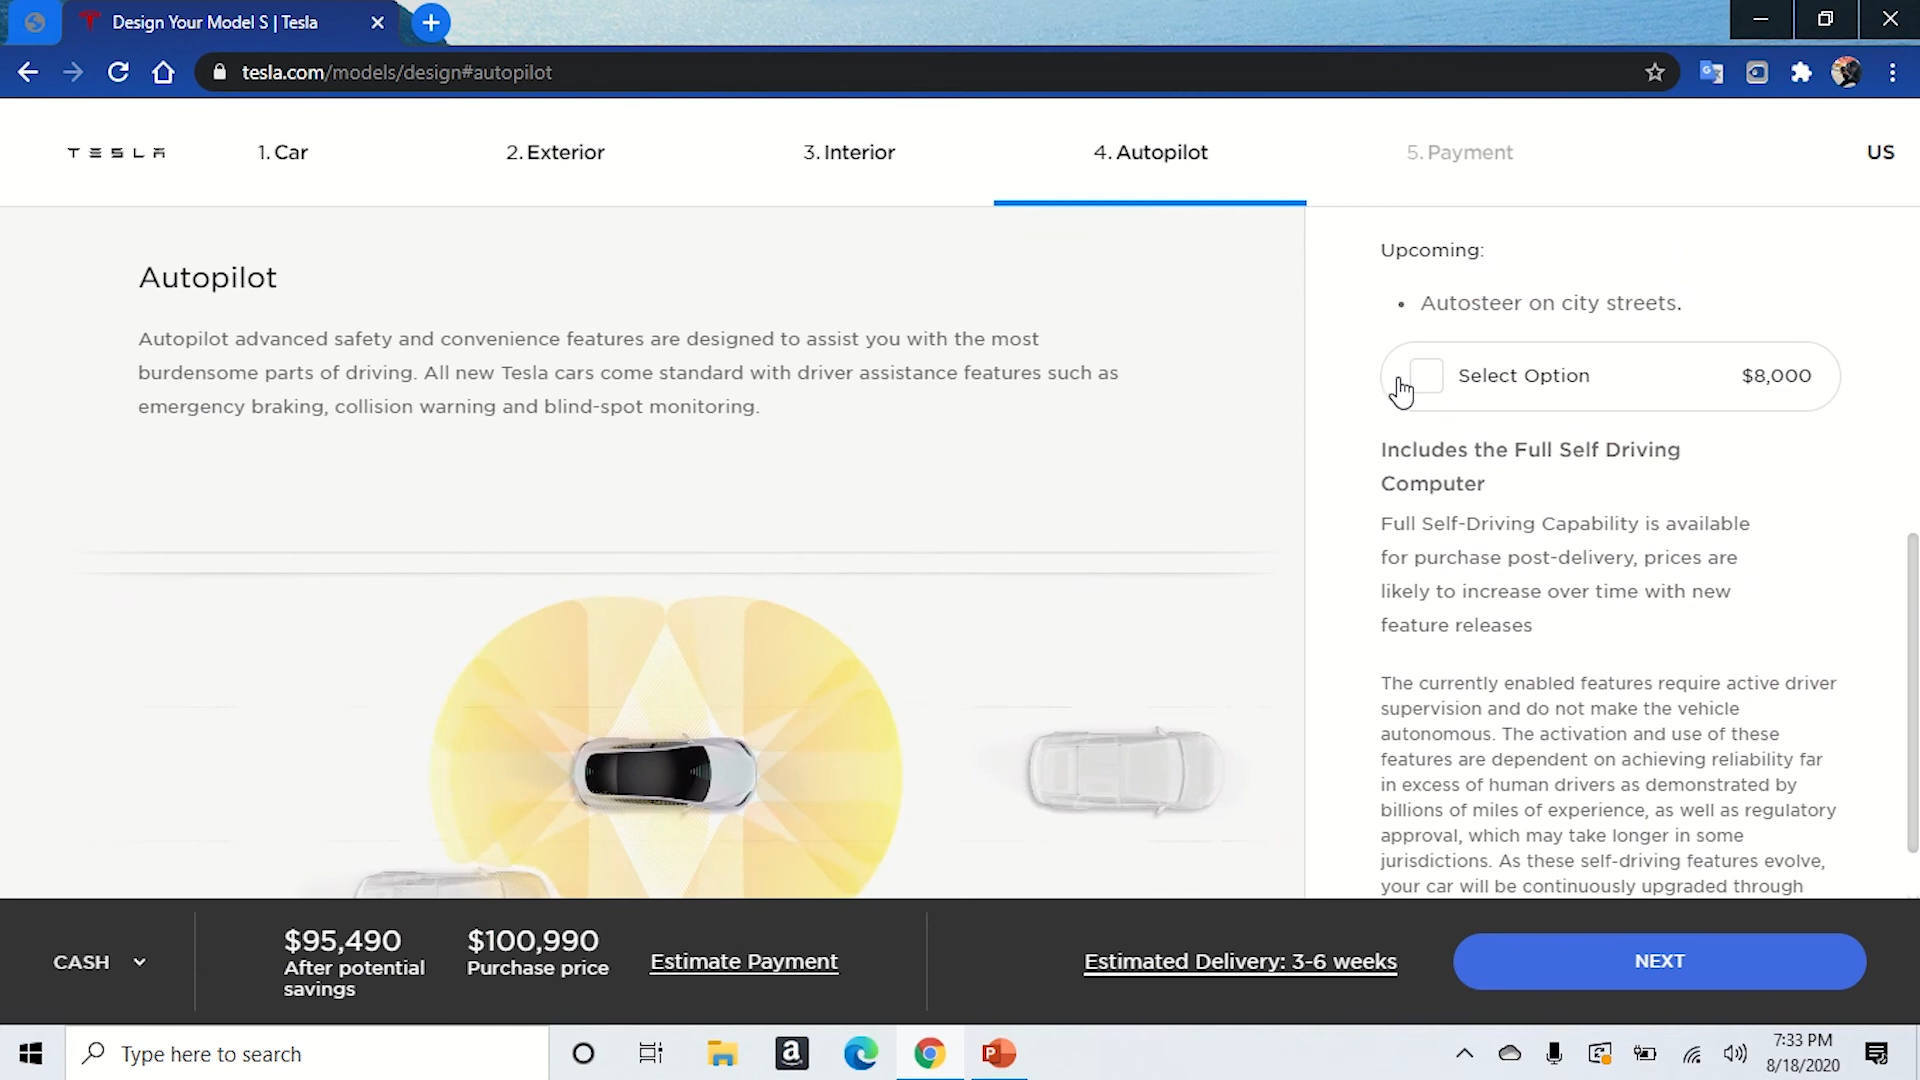 Design Your Model S | Tesla
tesla.com/models/design#autopilot
TESLA
1. Car
2. Exterior
3. Interior
4. Autopilot
5. Payment
US
Autopilot
Autopilot advanced safety and convenience features are designed to assist you with the most
burdensome parts of driving. All new Tesla cars come standard with driver assistance features such as
emergency braking, collision warning and blind-spot monitoring.
Upcoming:
• Autosteer on city streets.
Select Option $8,000
Includes the Full Self Driving
Computer
Full Self-Driving Capability is available
for purchase post-delivery, prices are
likely to increase over time with new
feature releases
The currently enabled features require active driver
supervision and do not make the vehicle
autonomous. The activation and use of these
features are dependent on achieving reliability far
in excess of human drivers as demonstrated by
billions of miles of experience, as well as regulatory
approval, which may take longer in some
jurisdictions. As these self-driving features evolve,
your car will be continuously upgraded through
CASH
$95,490
After potential
savings
$100,990
Purchase price
Estimate Payment
Estimated Delivery: 3-6 weeks
NEXT
Type here to search
7:33 PM
8/18/2020